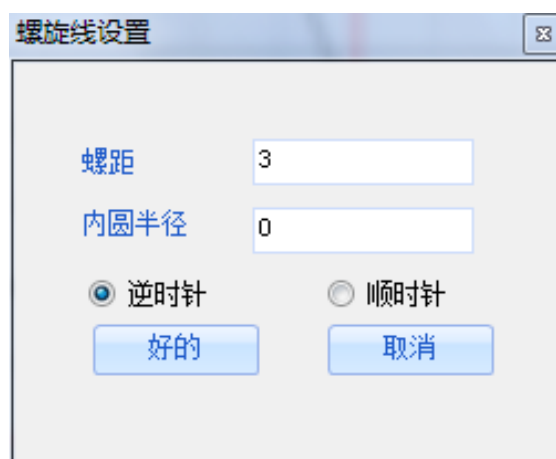 螺旋线设置
螺距 3
内圆半径 0
逆时针 顺时针
好的 取消